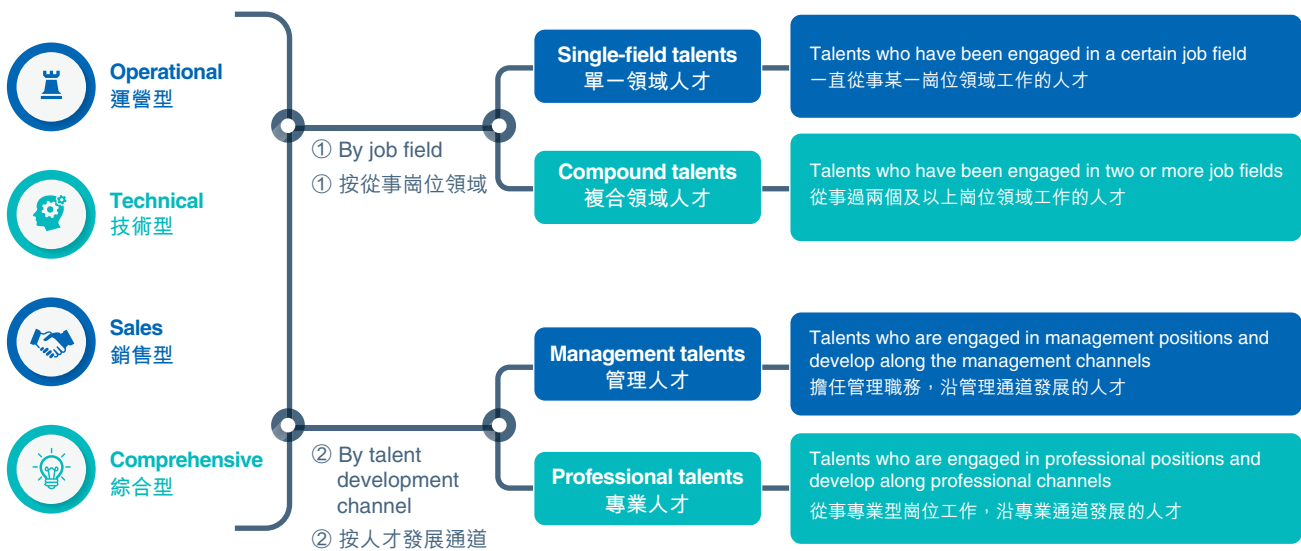 Operational
運營型
Technical
技術型
Sales
銷售型
Comprehensive
綜合型
① By job field
① 按從事崗位領域
Single-field talents
單一領域人才
Talents who have been engaged in a certain job field
一直從事某一崗位領域工作的人才
Compound talents
複合領域人才
Talents who have been engaged in two or more job fields
從事過兩個及以上崗位領域工作的人才
② By talent
development
channel
② 按人才發展通道
Management talents
管理人才
Talents who are engaged in management positions and
develop along the management channels
擔任管理職務，沿管理通道發展的人才
Professional talents
專業人才
Talents who are engaged in professional positions and
develop along professional channels
從事專業型崗位工作，沿專業通道發展的人才